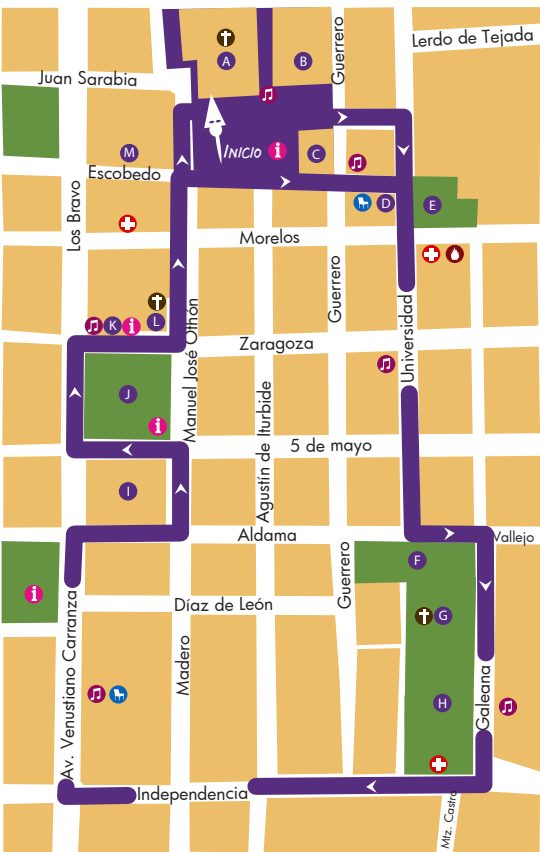 Guerrero
Lerdo de Tejada
A
B
Juan Sarabia
INICIO
i
C
M
Escobedo
Los Bravo
D
E
Morelos
Guerrero
Universidad
Manuel José Othón
K
i
L
Zaragoza
J
i
Agustín de Iturbide
5 de mayo
I
Aldama
Vallejo
Guerrero
F
i
Díaz de León
G
Av. Venustiano Carranza
Madero
H
Galeana
Independencia
Mtz. Castro